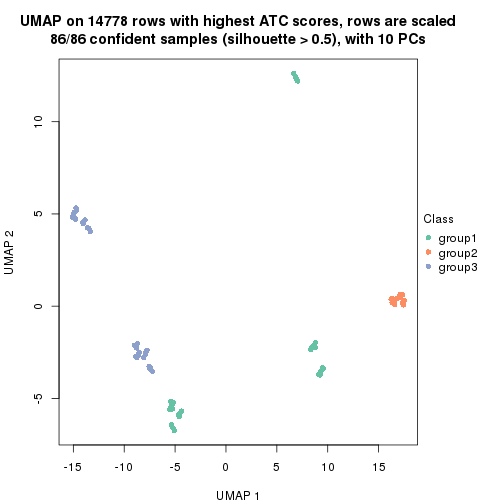 UMAP on 14778 rows with highest ATC scores, rows are scaled
86/86 confident samples (silhouette > 0.5), with 10 PCs
10
5
0
-5
UMAP 2
-15
-10
-5
0
5
10
15
UMAP 1
Class
group1
group2
group3